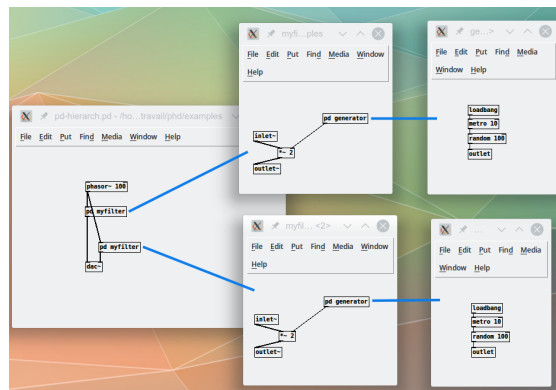 pd-hierarch.pd - /ho... travail/phd/examples
File Edit Put Find Media Window Help
phasor~ 100
pd myfilter
pd myfilter
dac~
myfi...ples
File Edit Put Find Media Window
Help
pd generator
inlet~
*~ 2
outlet~
ge...>
File Edit Put Find Media
Window Help
loadbang
metro 10
random 100
outlet
myfil... <2>
File Edit Put Find Media Window
Help
pd generator
inlet~
*~ 2
outlet~
...
File Edit Put Find Media
Window Help
loadbang
metro 10
random 100
outlet